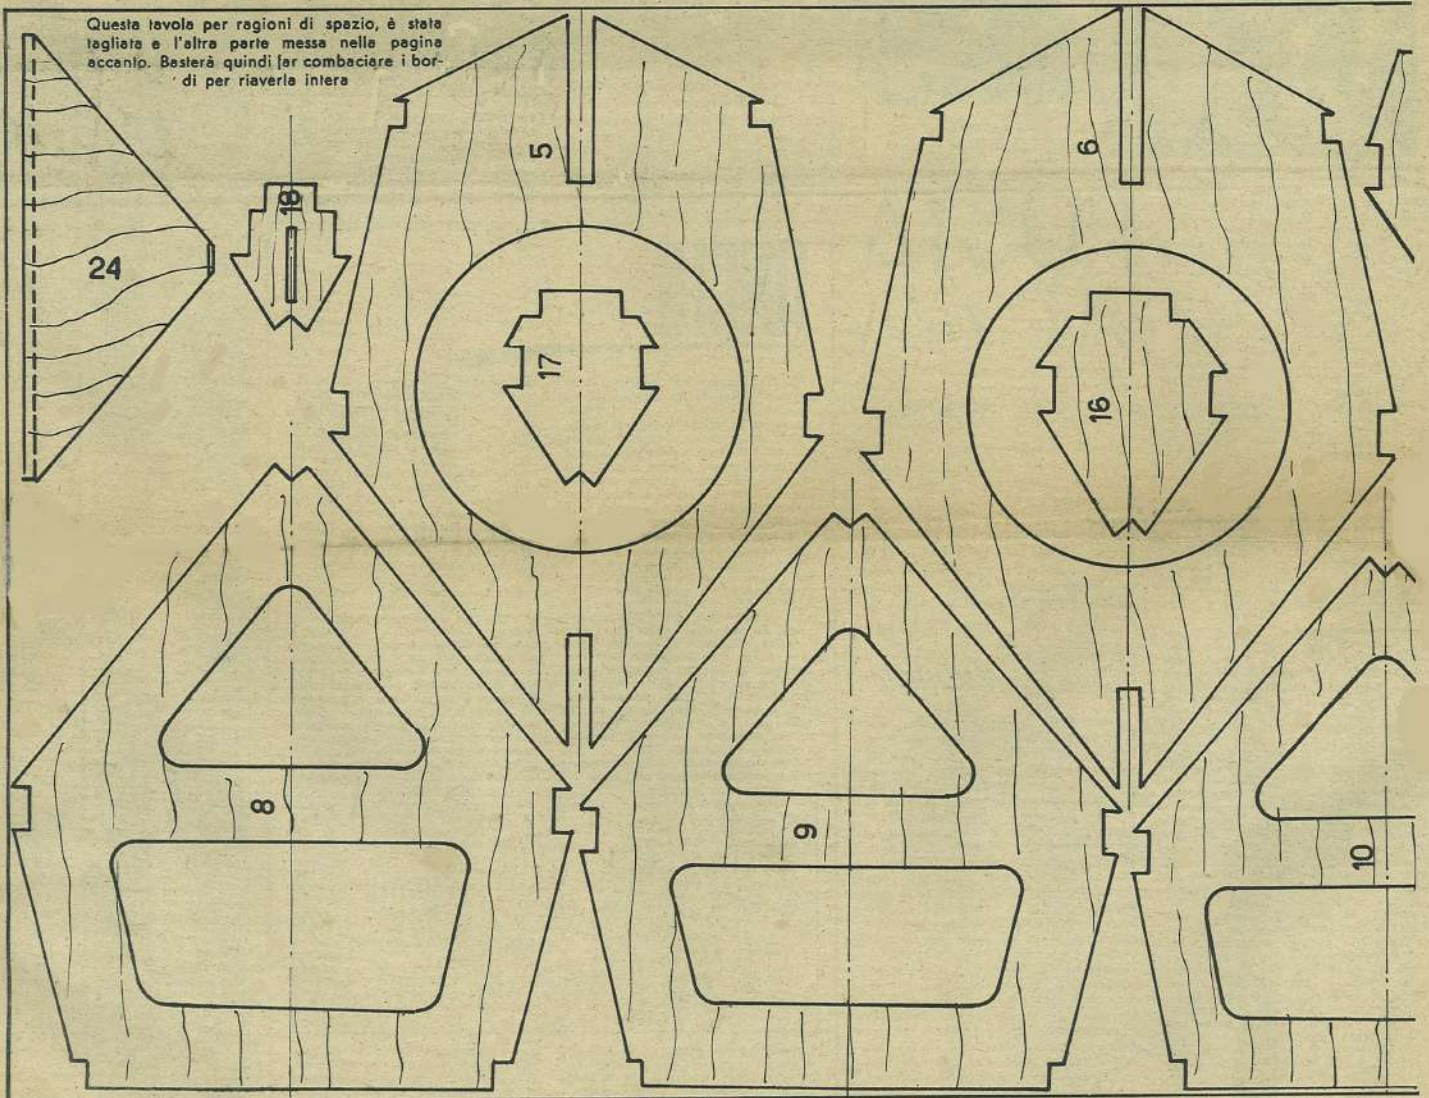 Questa tavola per ragioni di spazio, è stata
tagliata e l'altra parte messa nella pagina
accanto. Basterà quindi far combaciare i bor-
di per riaverla intera
5
6
18
24
17
16
8
9
10